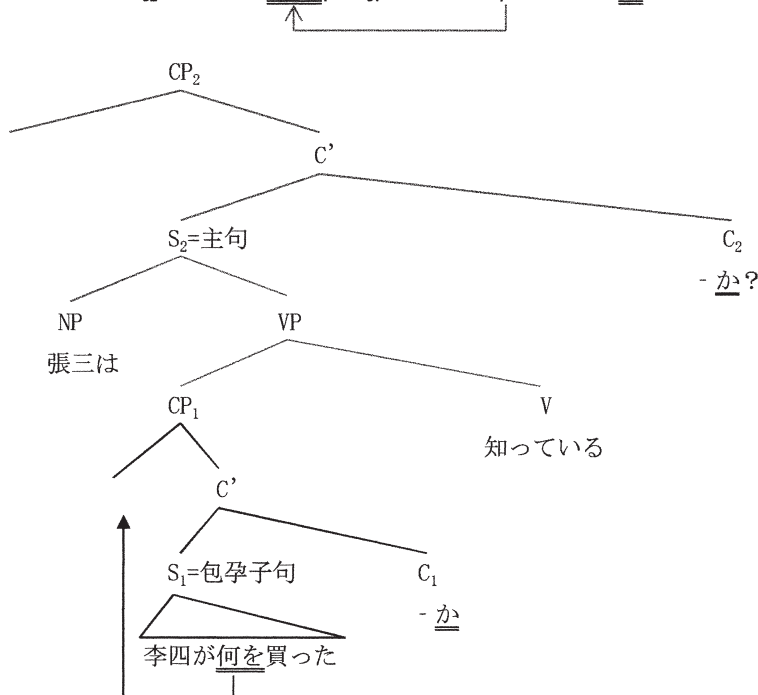 CP₂
C'
S₂=主句 C₂
- か？
NP VP
張三は
CP₁ V
知っている
C'
S₁=包孕子句 C₁
- か
李四が何を買った